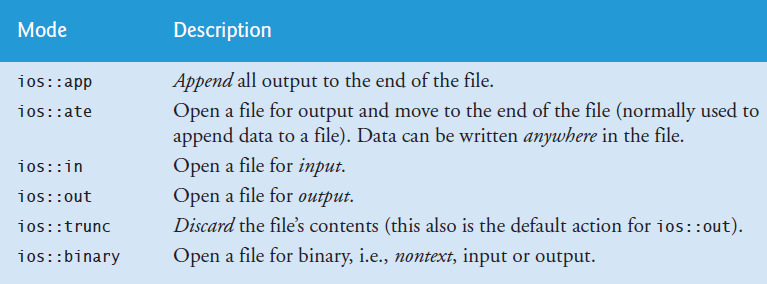 Mode Description
ios::app Append all output to the end of the file.
ios::ate Open a file for output and move to the end of the file (normally used to
append data to a file). Data can be written anywhere in the file.
ios::in Open a file for input.
ios::out Open a file for output.
ios::trunc Discard the file’s contents (this also is the default action for ios::out).
ios::binary Open a file for binary, i.e., nontext, input or output.